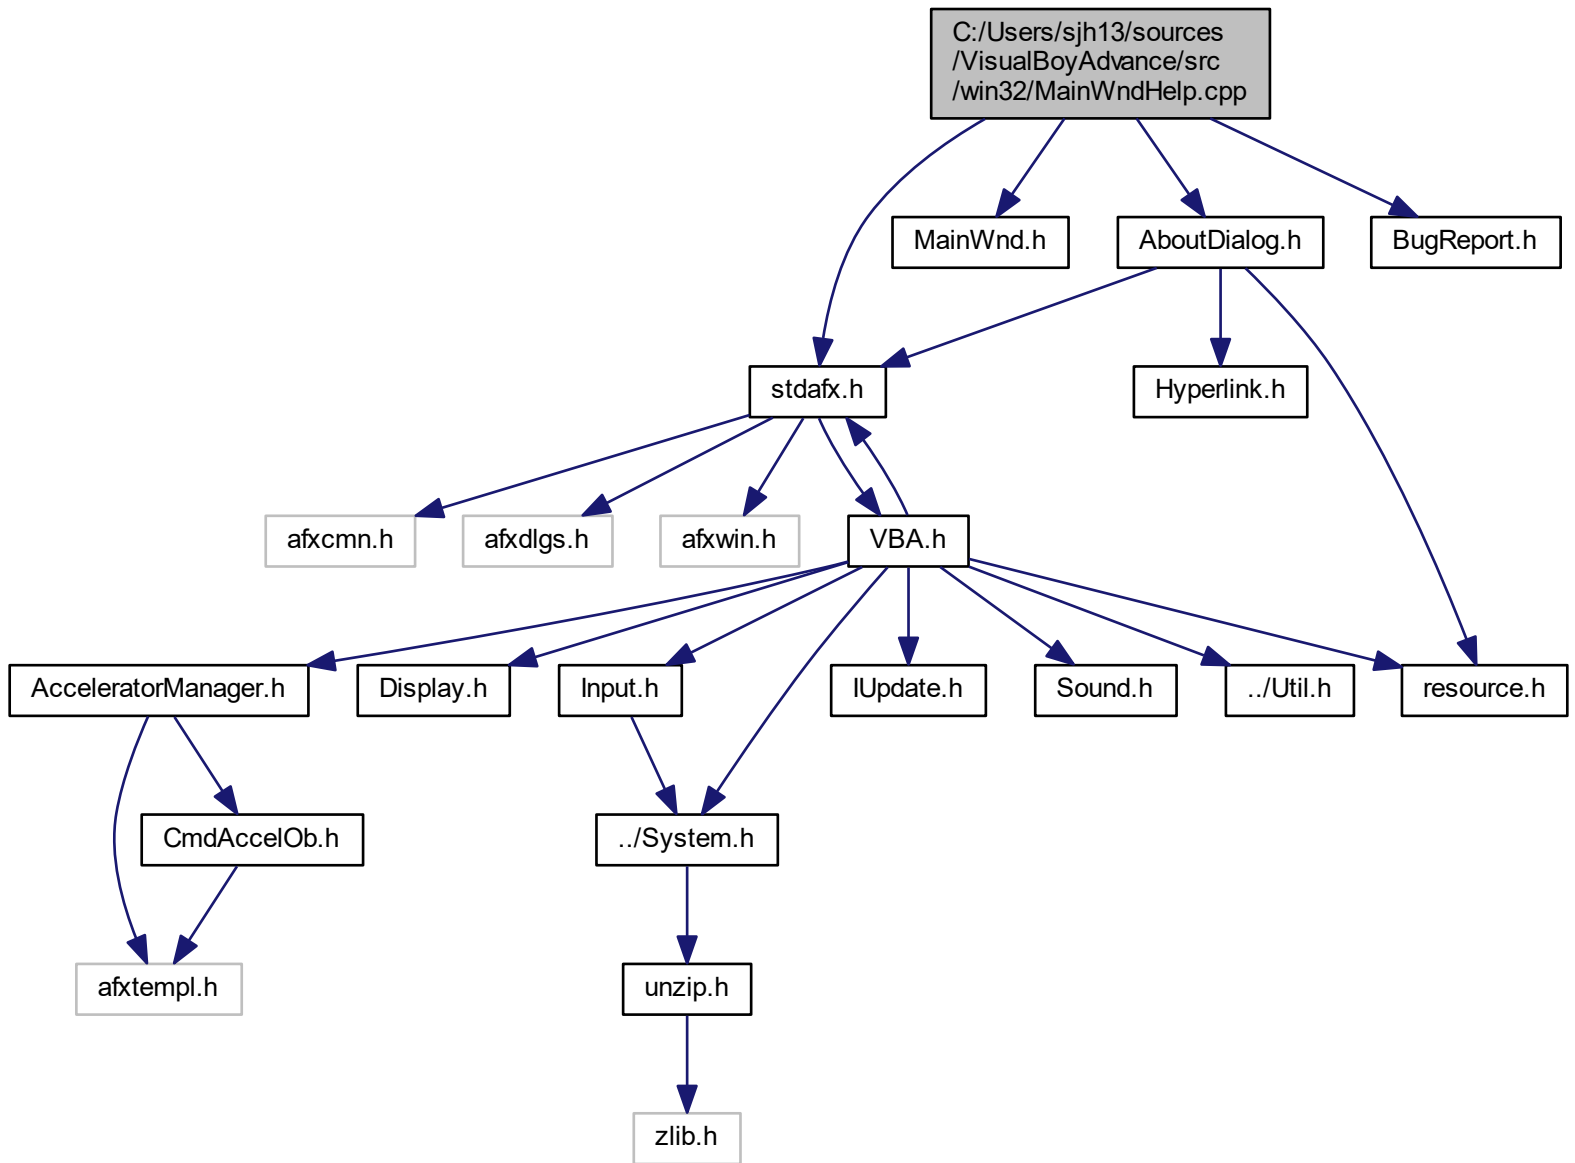 C:/Users/sjh13/sources
/VisualBoyAdvance/src
/win32/MainWndHelp.cpp
MainWnd.h
AboutDialog.h
BugReport.h
stdafx.h
Hyperlink.h
afxcmn.h
afxdlgs.h
afxwin.h
VBA.h
AcceleratorManager.h
Display.h
Input.h
IUpdate.h
Sound.h
../Util.h
resource.h
CmdAccelOb.h
../System.h
afxtempl.h
unzip.h
zlib.h